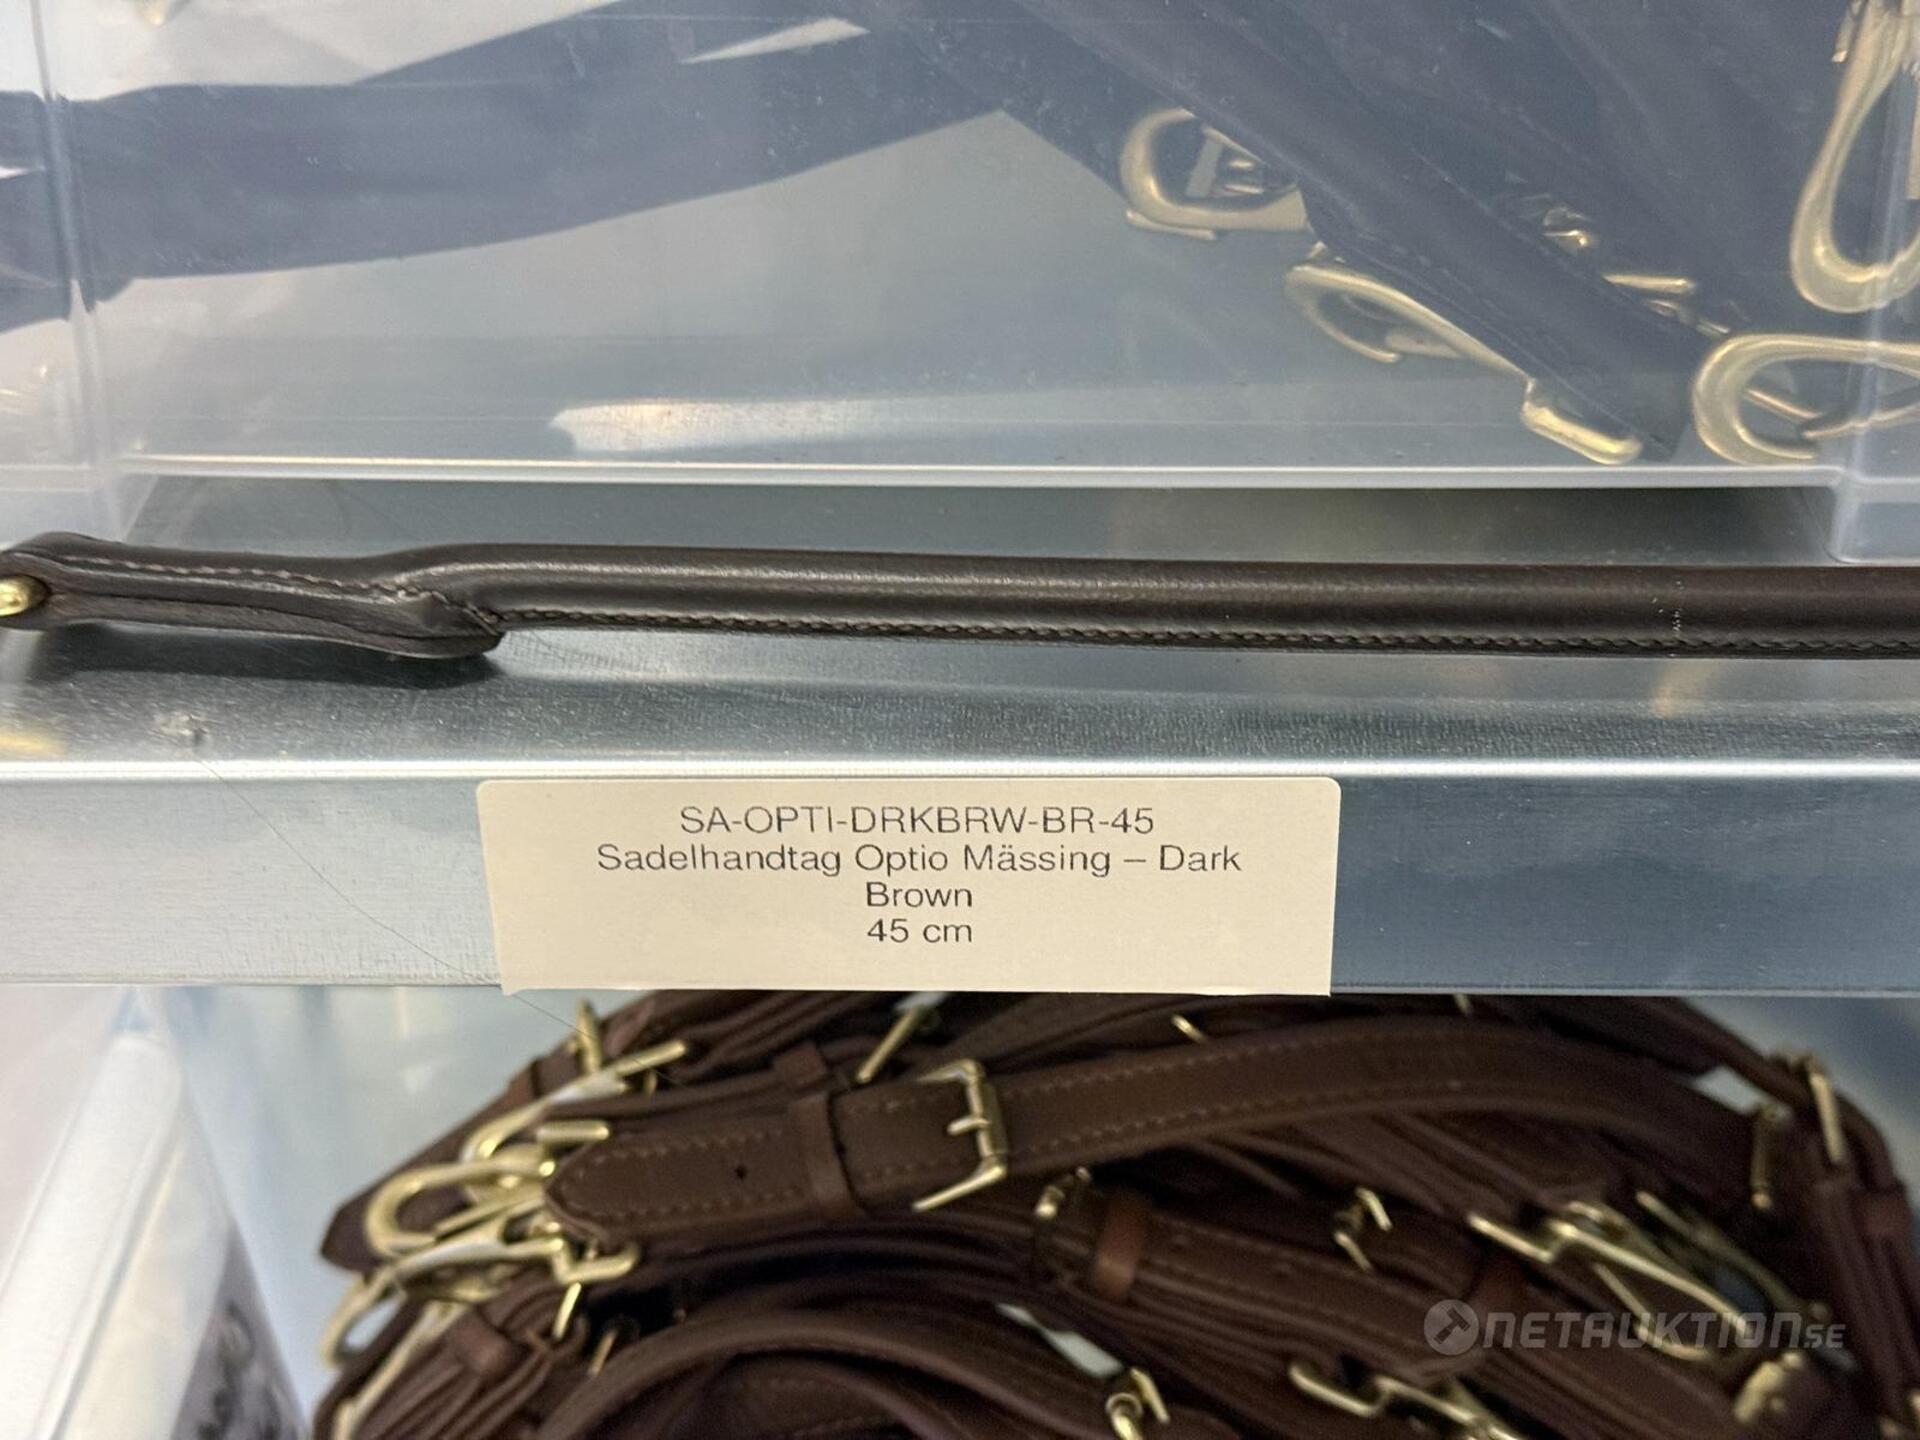 SA-OPTI-DRKBRW-BR-45
Sadelhandtag Optio Mässing – Dark
Brown
45 cm
NETAUKTION.SE